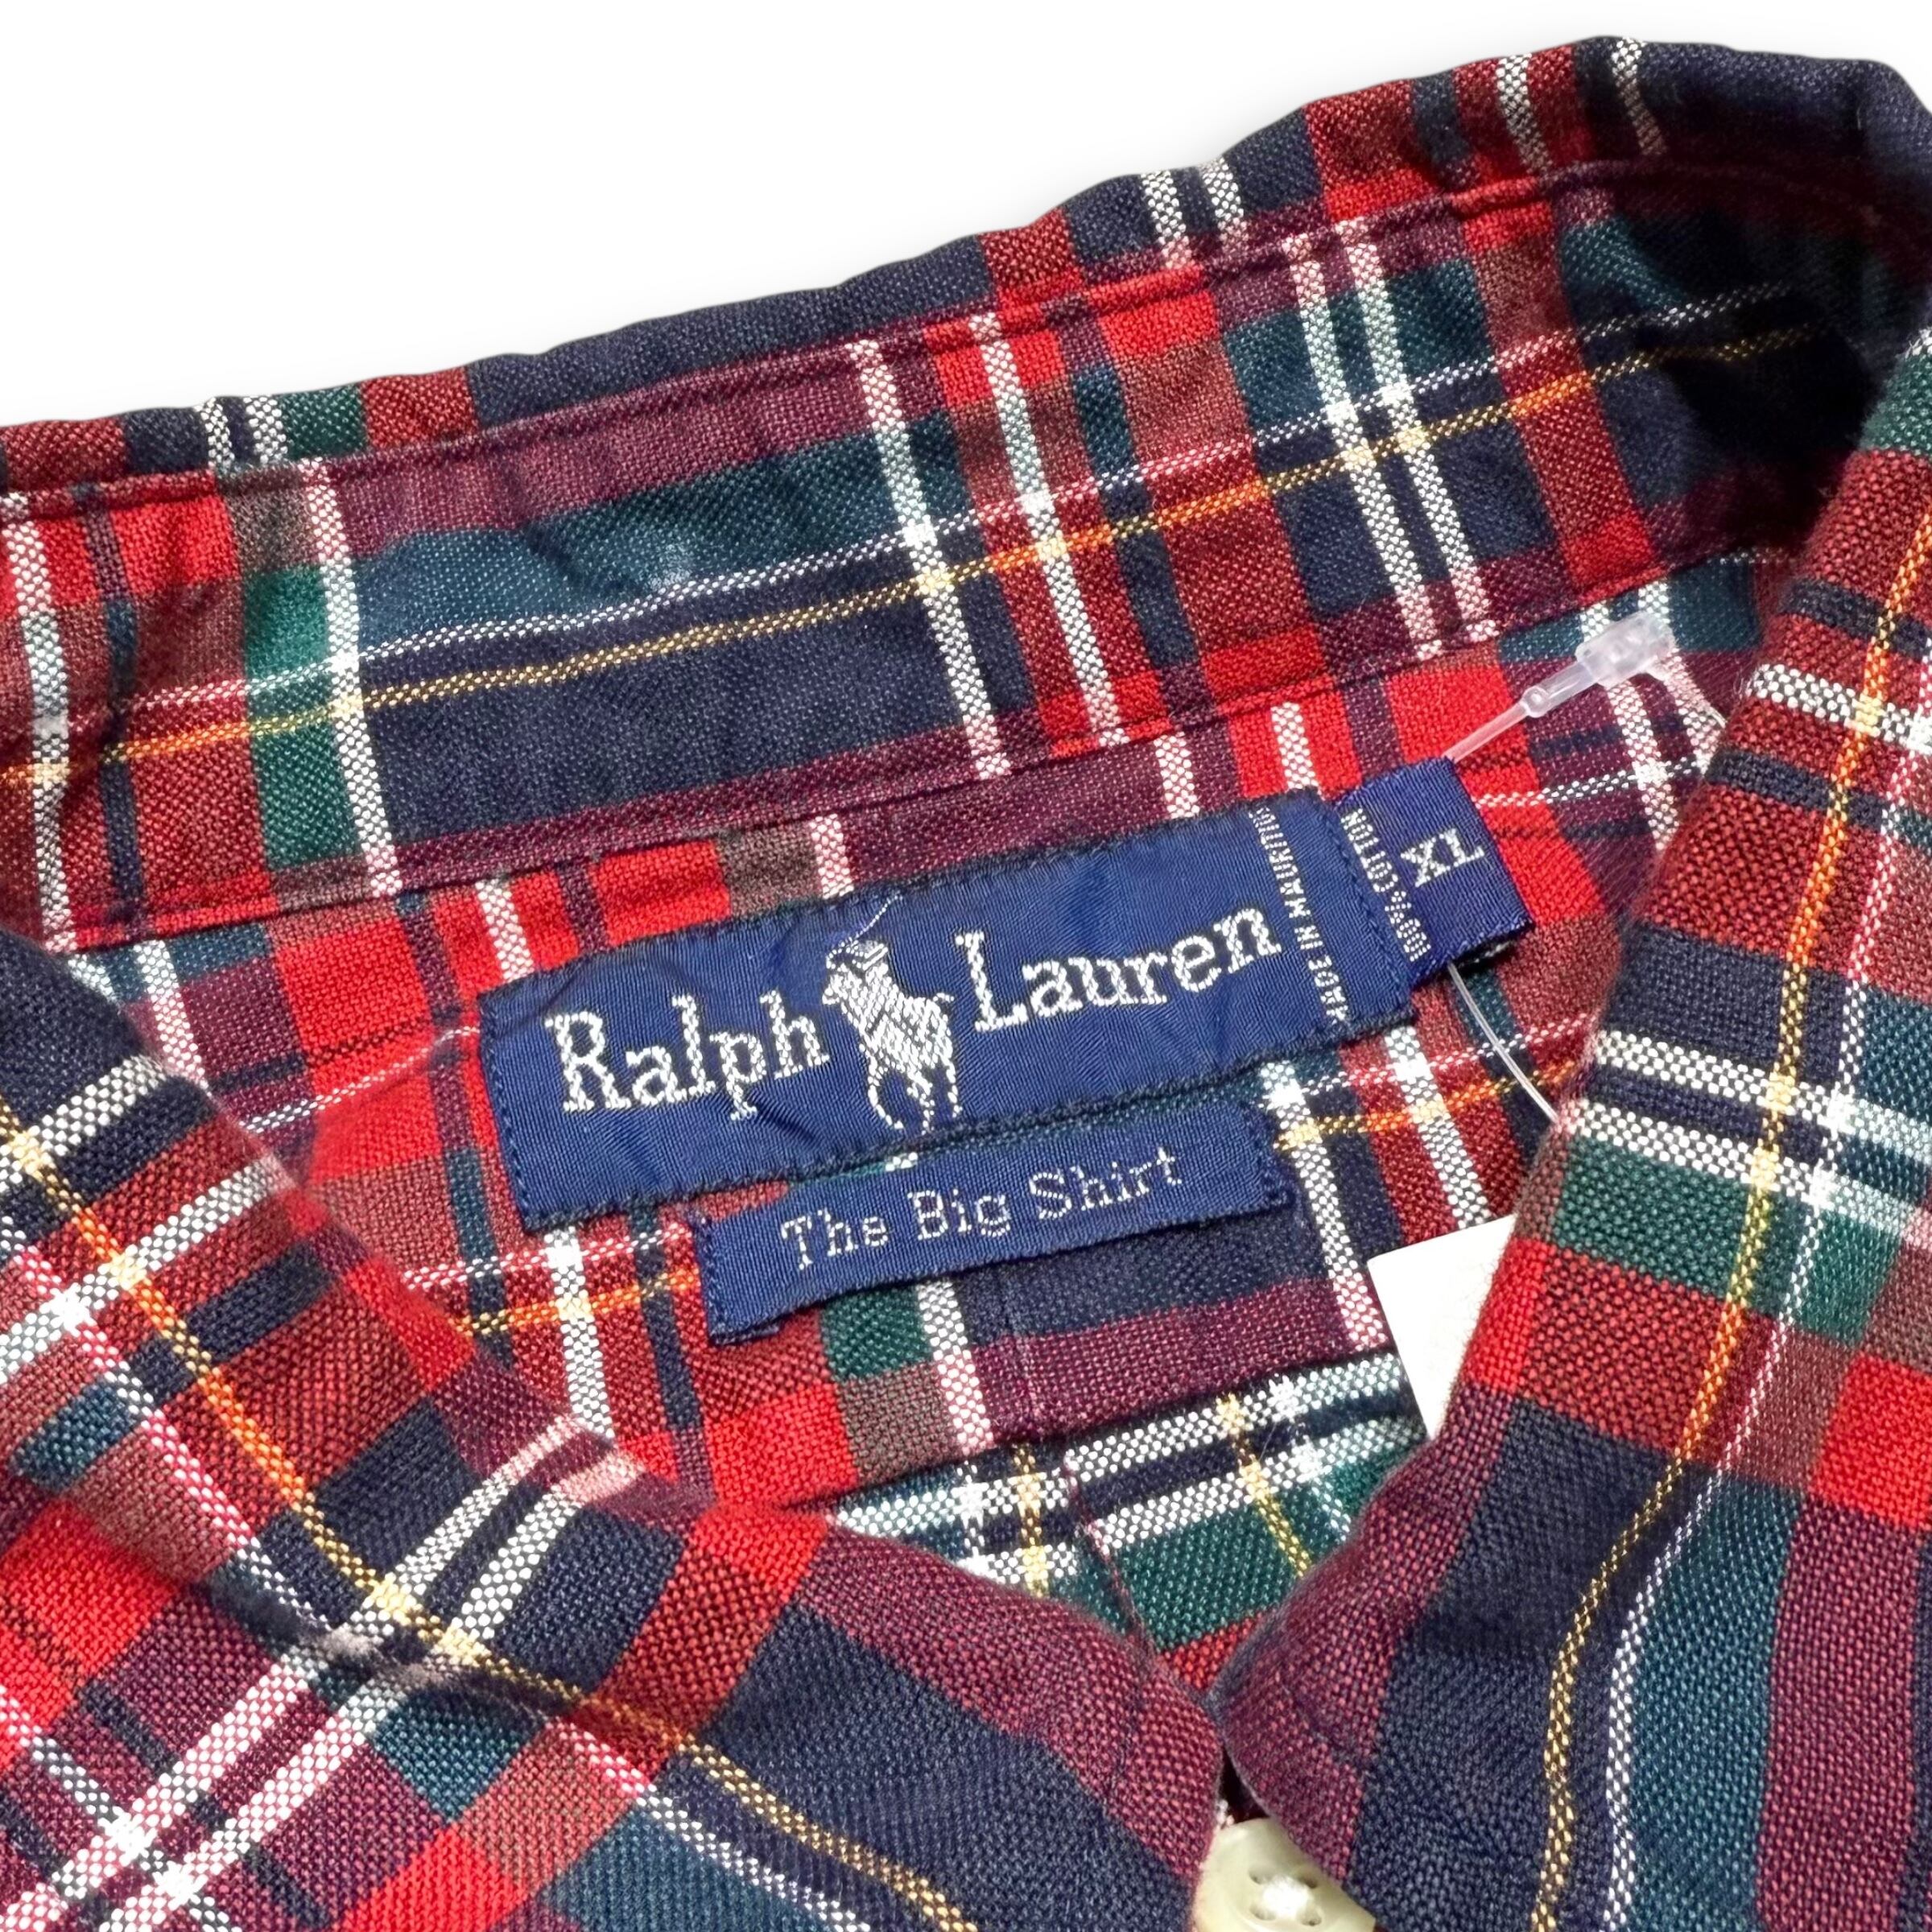 Ralph Lauren
MADE IN MAURITIUS
100% COTTON
XL
The Big Shirt